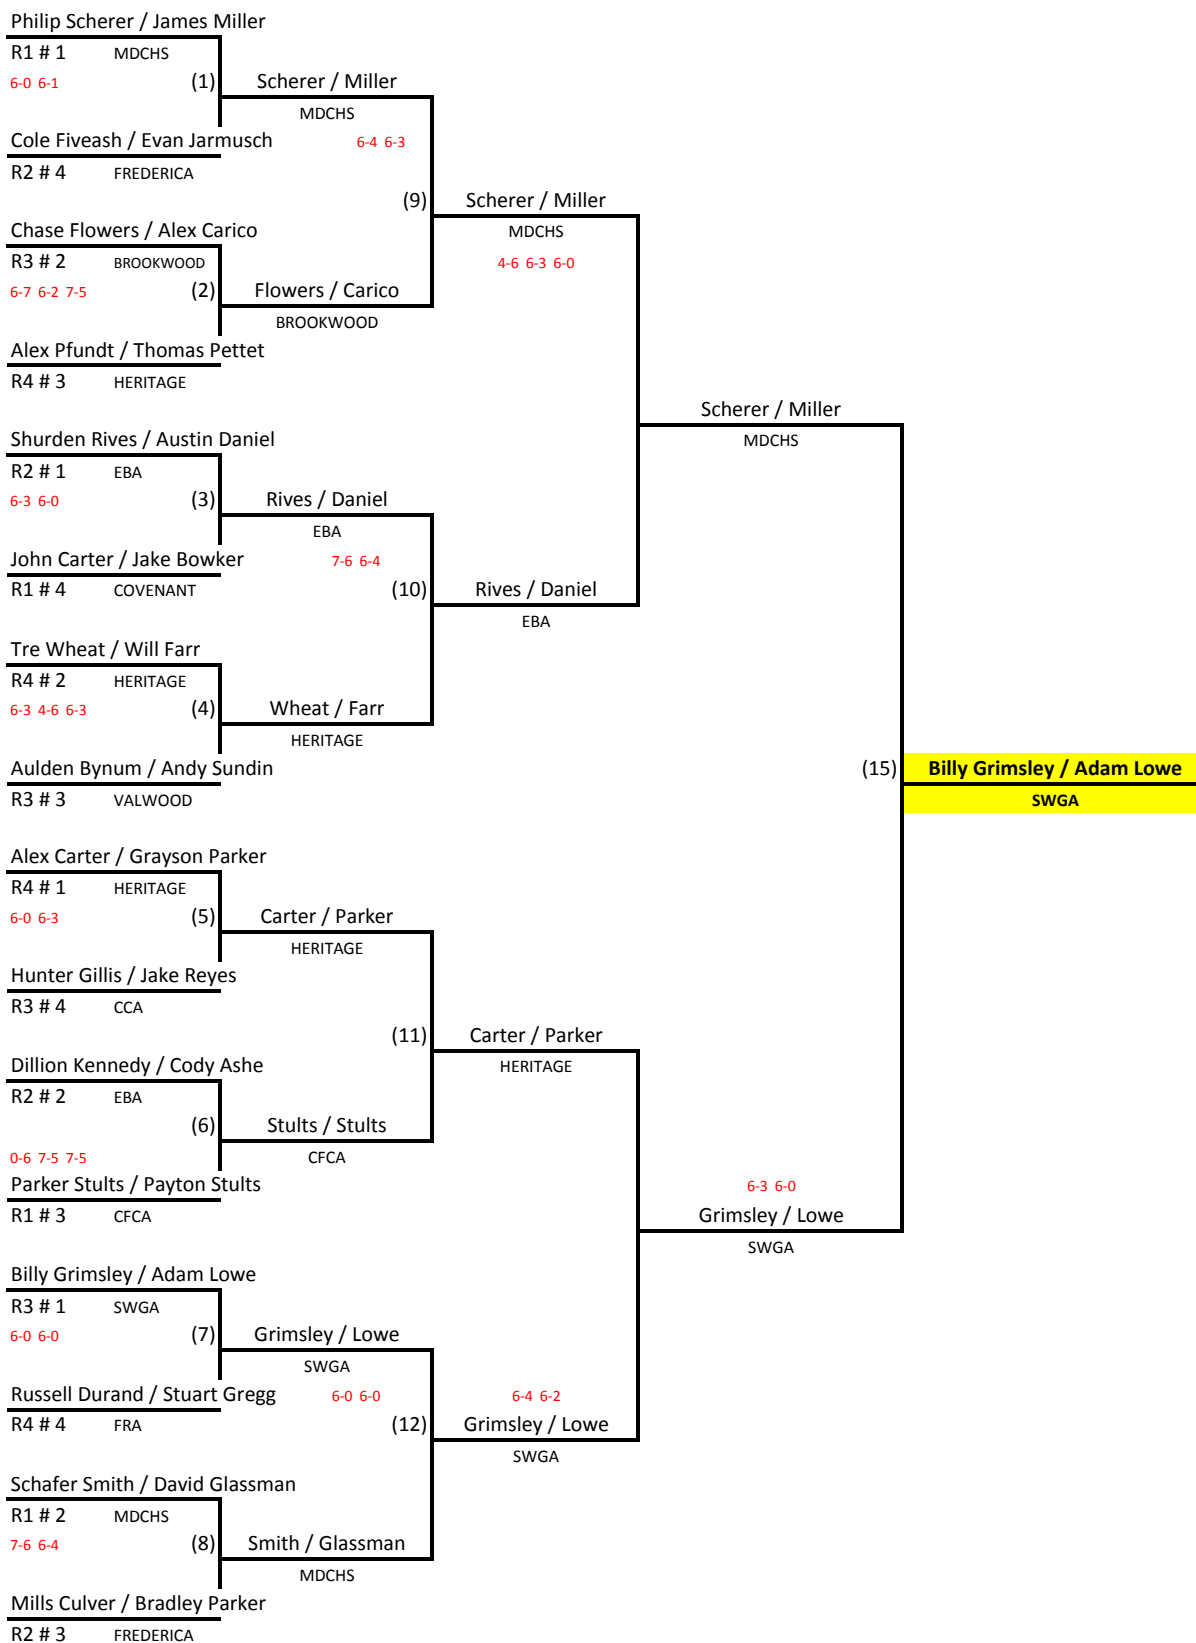 Philip Scherer / James Miller
R1 # 1 MDCHS
6-0 6-1 (1) Scherer / Miller
MDCHS
Cole Fiveash / Evan Jarmusch 6-4 6-3
R2 # 4 FREDERICA
(9) Scherer / Miller
Chase Flowers / Alex Carico MDCHS
R3 # 2 BROOKWOOD 4-6 6-3 6-0
6-7 6-2 7-5 (2) Flowers / Carico
BROOKWOOD
Alex Pfundt / Thomas Pettet
R4 # 3 HERITAGE
Scherer / Miller
Shurden Rives / Austin Daniel MDCHS
R2 # 1 EBA
6-3 6-0 (3) Rives / Daniel
EBA
John Carter / Jake Bowker 7-6 6-4
R1 # 4 COVENANT (10) Rives / Daniel
EBA
Tre Wheat / Will Farr
R4 # 2 HERITAGE
6-3 4-6 6-3 (4) Wheat / Farr
HERITAGE
Aulden Bynum / Andy Sundin (15) Billy Grimsley / Adam Lowe
R3 # 3 VALWOOD SWGA
Alex Carter / Grayson Parker
R4 # 1 HERITAGE
6-0 6-3 (5) Carter / Parker
HERITAGE
Hunter Gillis / Jake Reyes
R3 # 4 CCA
(11) Carter / Parker
Dillion Kennedy / Cody Ashe HERITAGE
R2 # 2 EBA
(6) Stults / Stults
0-6 7-5 7-5 CFCA
Parker Stults / Payton Stults 6-3 6-0
R1 # 3 CFCA Grimsley / Lowe
SWGA
Billy Grimsley / Adam Lowe
R3 # 1 SWGA
6-0 6-0 (7) Grimsley / Lowe
SWGA
Russell Durand / Stuart Gregg 6-0 6-0 6-4 6-2
R4 # 4 FRA (12) Grimsley / Lowe
SWGA
Schafer Smith / David Glassman
R1 # 2 MDCHS
7-6 6-4 (8) Smith / Glassman
MDCHS
Mills Culver / Bradley Parker
R2 # 3 FREDERICA